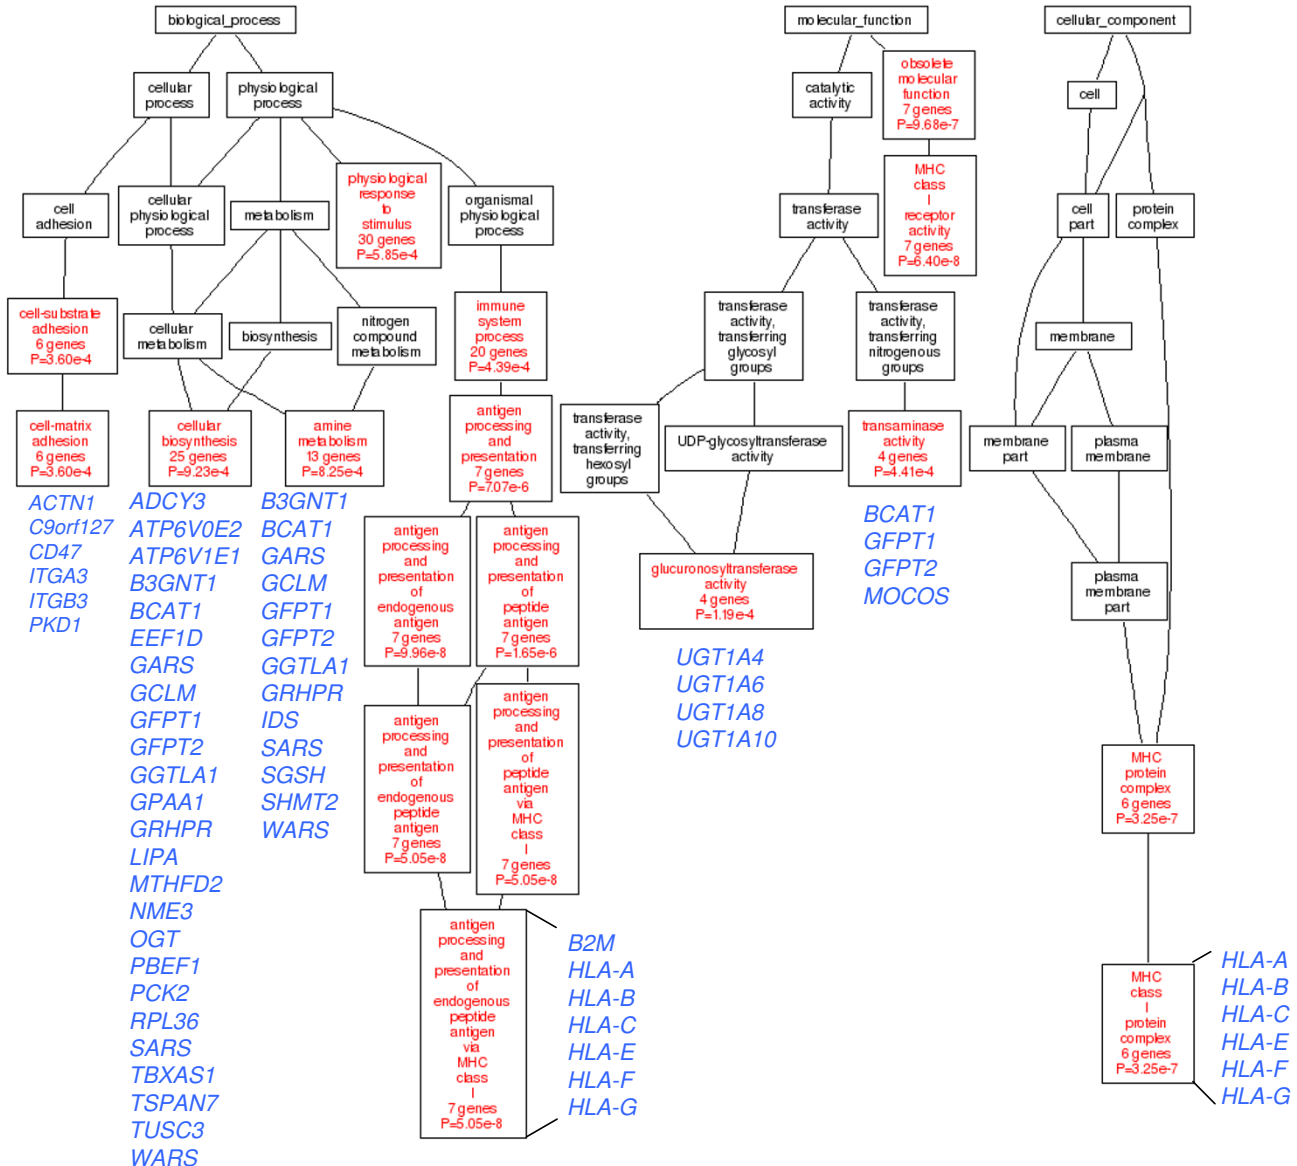 biological_process
cellular
process
physiological
process
cell
adhesion
cellular
physiological
process
metabolism
physiological
response
to
stimulus
30 genes
P=5.85e-4
organismal
physiological
process
cell-substrate
adhesion
6 genes
P=3.60e-4
cellular
metabolism
biosynthesis
nitrogen
compound
metabolism
immune
system
process
20 genes
P=4.39e-4
cell-matrix
adhesion
6 genes
P=3.60e-4
cellular
biosynthesis
25 genes
P=9.23e-4
amine
metabolism
13 genes
P=8.25e-4
antigen
processing
and
presentation
7 genes
P=7.07e-6
ACTN1
C9orf127
CD47
ITGA3
ITGB3
PKD1
ADCY3
ATP6V0E2
ATP6V1E1
B3GNT1
BCAT1
EEF1D
GARS
GCLM
GFPT1
GFPT2
GGTLA1
GPAA1
GRHPR
LIPA
MTHFD2
NME3
OGT
PBEF1
PCK2
RPL36
SARS
TBXAS1
TSPAN7
TUSC3
WARS
B3GNT1
BCAT1
GARS
GCLM
GFPT1
GFPT2
GGTLA1
GRHPR
IDS
SARS
SGSH
SHMT2
WARS
antigen
processing
and
presentation
of
endogenous
antigen
7 genes
P=9.96e-8
antigen
processing
and
presentation
of
peptide
antigen
7 genes
P=1.65e-6
antigen
processing
and
presentation
of
endogenous
peptide
antigen
7 genes
P=5.05e-8
antigen
processing
and
presentation
of
peptide
antigen
via
MHC
class
I
7 genes
P=5.05e-8
antigen
processing
and
presentation
of
endogenous
peptide
antigen
via
MHC
class
I
7 genes
P=5.05e-8
B2M
HLA-A
HLA-B
HLA-C
HLA-E
HLA-F
HLA-G
molecular_function
catalytic
activity
obsolete
molecular
function
7 genes
P=9.68e-7
MHC
class
I
receptor
activity
7 genes
P=6.40e-8
transferase
activity
transferase
activity,
transferring
glycosyl
groups
transferase
activity,
transferring
nitrogenous
groups
transferase
activity,
transferring
hexosyl
groups
UDP-glycosyltransferase
activity
transaminase
activity
4 genes
P=4.41e-4
BCAT1
GFPT1
GFPT2
MOCOS
glucuronosyltransferase
activity
4 genes
P=1.19e-4
UGT1A4
UGT1A6
UGT1A8
UGT1A10
cellular_component
cell
cell
part
protein
complex
membrane
membrane
part
plasma
membrane
plasma
membrane
part
MHC
protein
complex
6 genes
P=3.25e-7
MHC
class
I
protein
complex
6 genes
P=3.25e-7
HLA-A
HLA-B
HLA-C
HLA-E
HLA-F
HLA-G